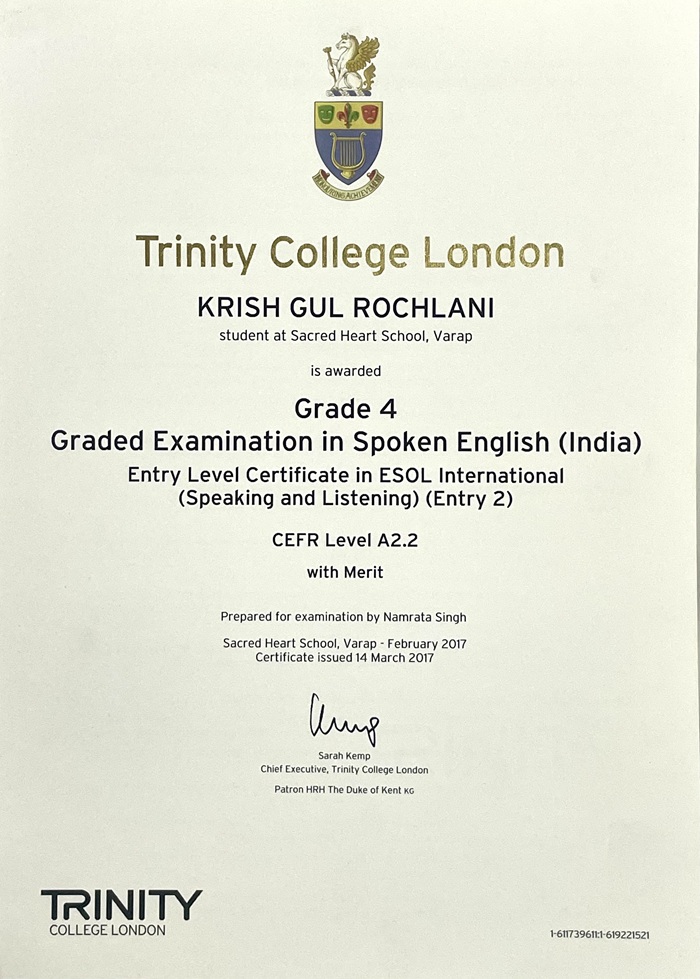 PROMOTING ACHIEVEMENT
Trinity College London
KRISH GUL ROCHLANI
student at Sacred Heart School, Varap
is awarded
Grade 4
Graded Examination in Spoken English (India)
Entry Level Certificate in ESOL International
(Speaking and Listening) (Entry 2)
CEFR Level A2.2
with Merit
Prepared for examination by Namrata Singh
Sacred Heart School, Varap - February 2017
Certificate issued 14 March 2017
Sarah Kemp
Chief Executive, Trinity College London
Patron HRH The Duke of Kent KG
TRINITY
COLLEGE LONDON
1-611739611:1-619221521